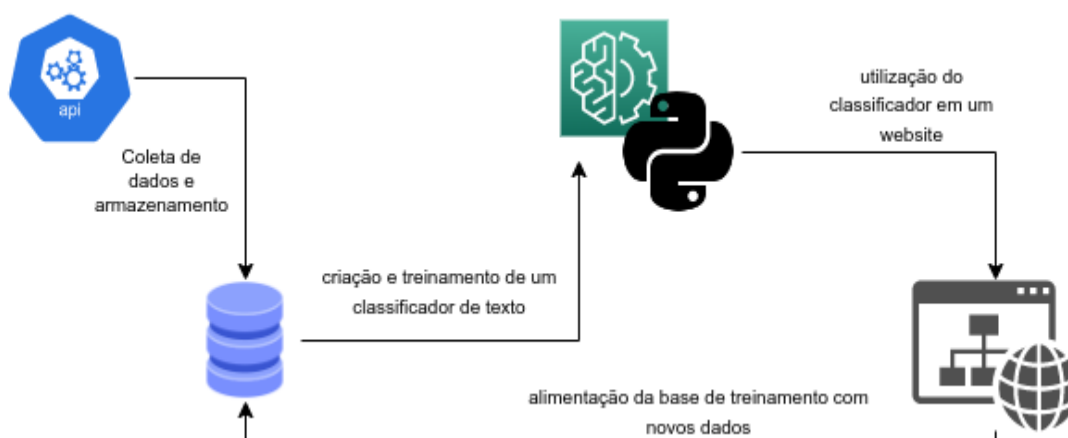 api
Coleta de
dados e
armazenamento
criação e treinamento de um
classificador de texto
utilização do
classificador em um
website
alimentação da base de treinamento com
novos dados